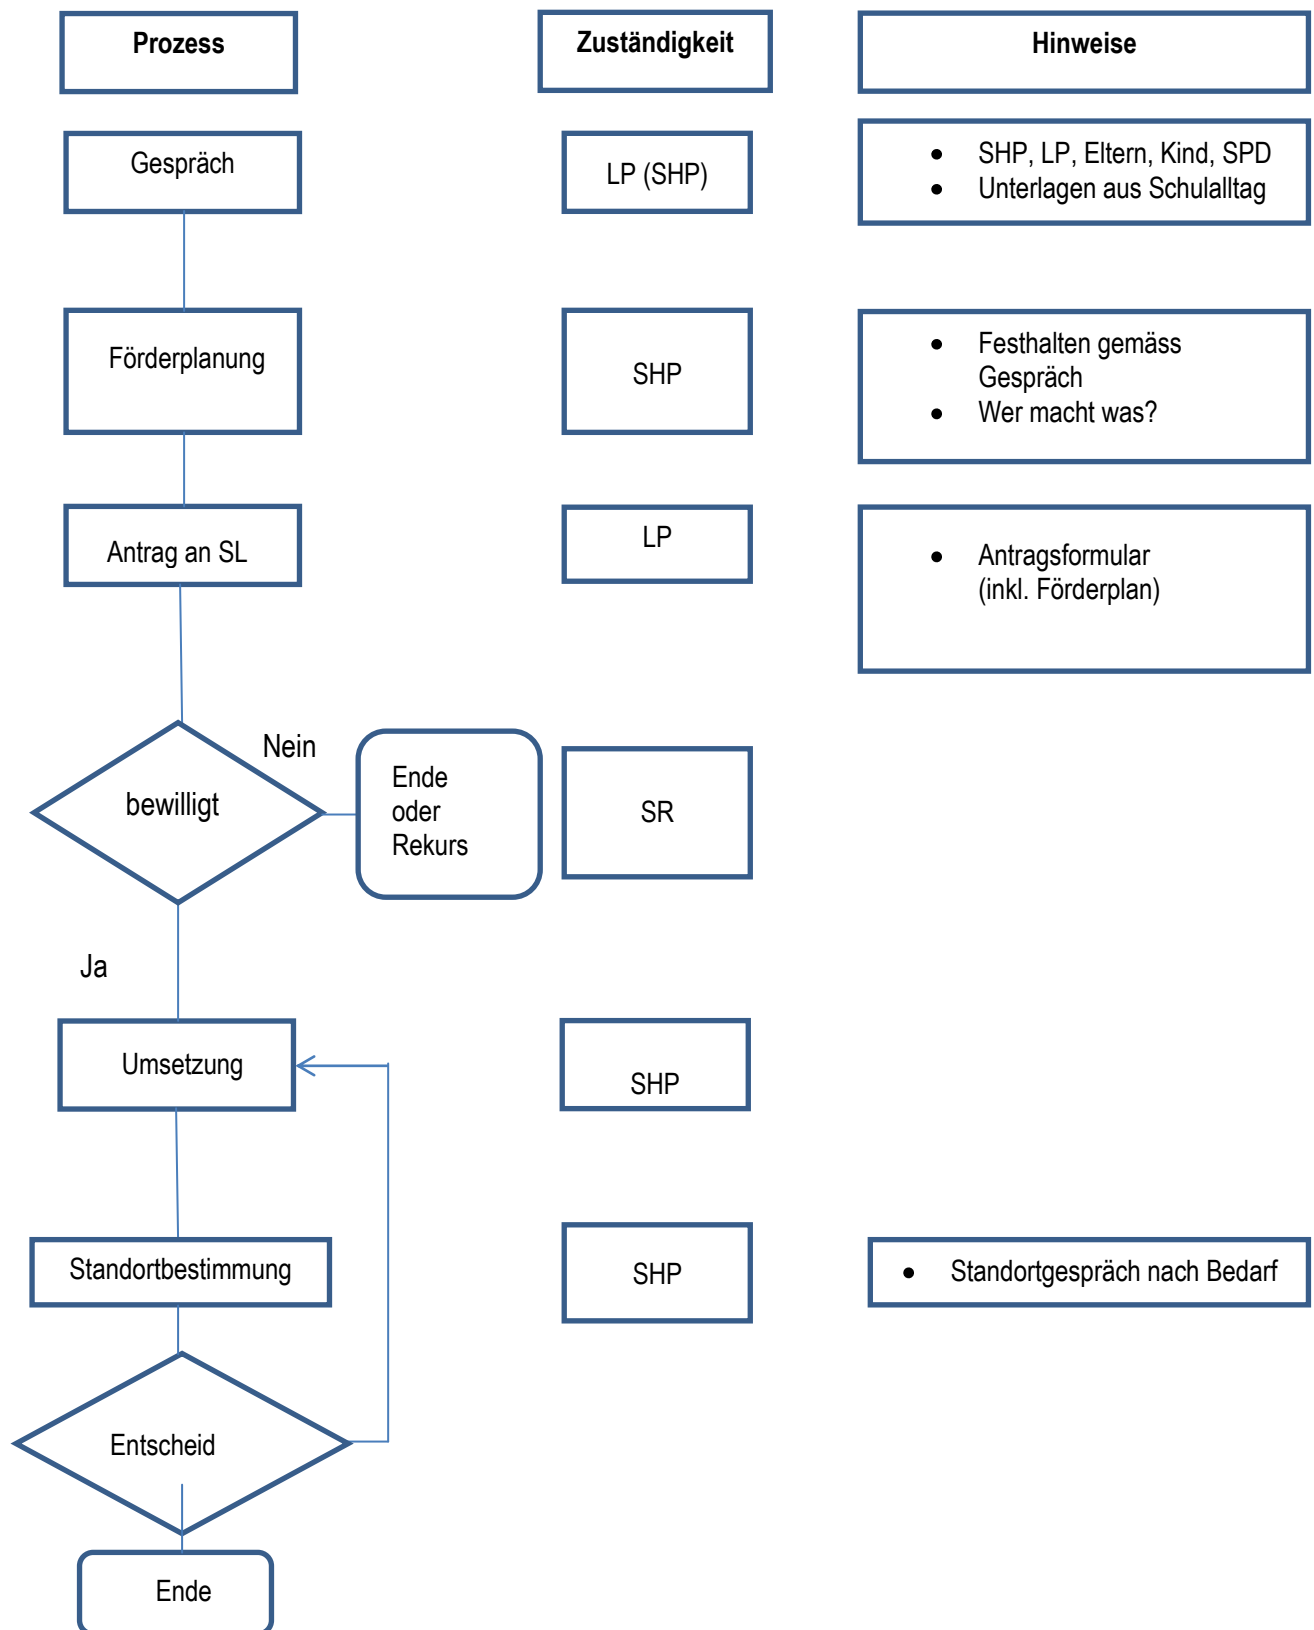 Prozess
Zuständigkeit
Hinweise
Gespräch
LP (SHP)
• SHP, LP, Eltern, Kind, SPD
• Unterlagen aus Schulalltag
Förderplanung
SHP
• Festhalten gemäss
Gespräch
• Wer macht was?
Antrag an SL
LP
• Antragsformular
(inkl. Förderplan)
bewilligt
Nein
Ende
oder
Rekurs
SR
Ja
Umsetzung
SHP
Standortbestimmung
SHP
• Standortgespräch nach Bedarf
Entscheid
Ende